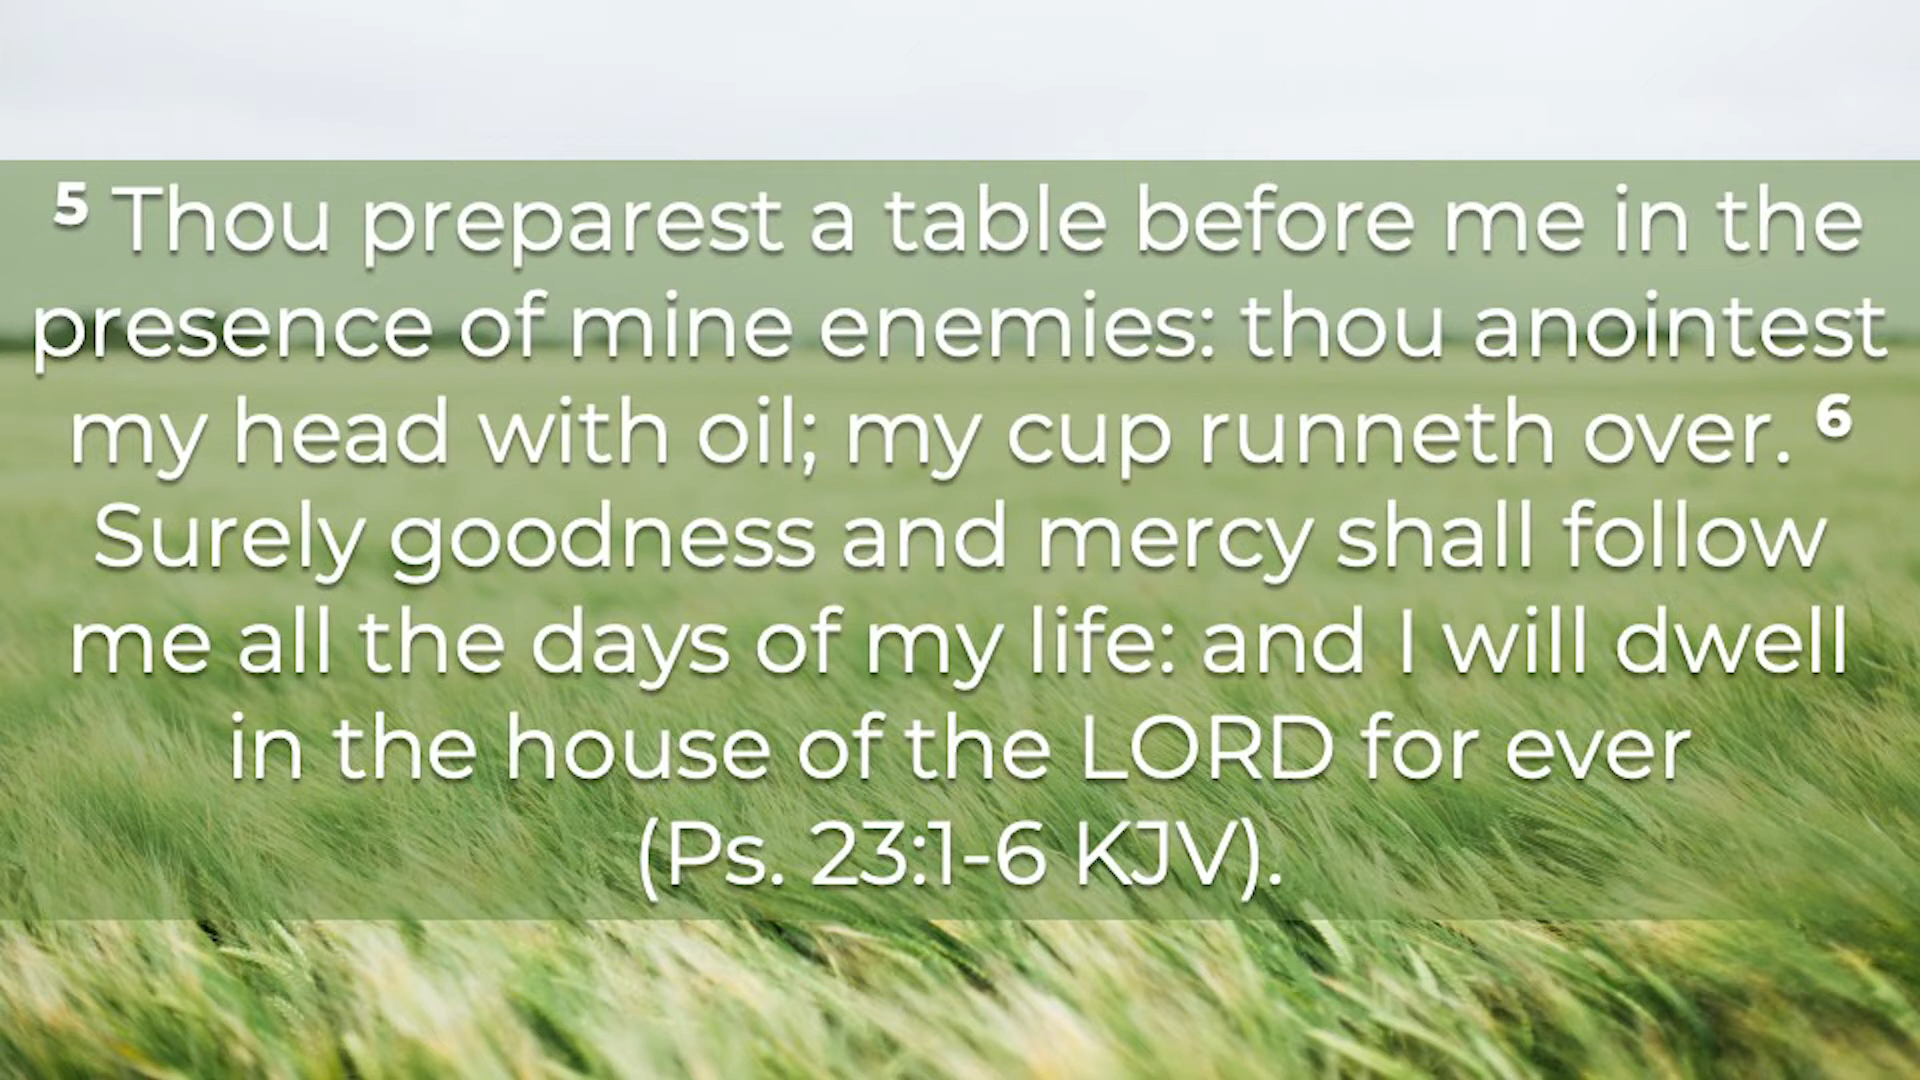 5 Thou preparest a table before me in the
presence of mine enemies: thou anointest
my head with oil; my cup runneth over. 6
Surely goodness and mercy shall follow
me all the days of my life: and I will dwell
in the house of the LORD for ever
(Ps. 23:1-6 KJV).